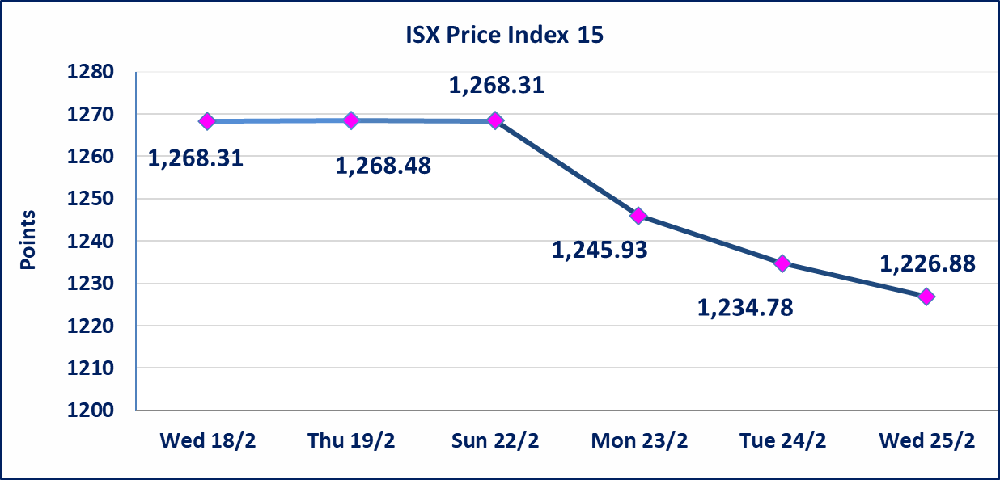 ISX Price Index 15
Points
1280
1270
1260
1250
1240
1230
1220
1210
1200
1,268.31
1,268.48
1,268.31
1,245.93
1,234.78
1,226.88
Wed 18/2
Thu 19/2
Sun 22/2
Mon 23/2
Tue 24/2
Wed 25/2